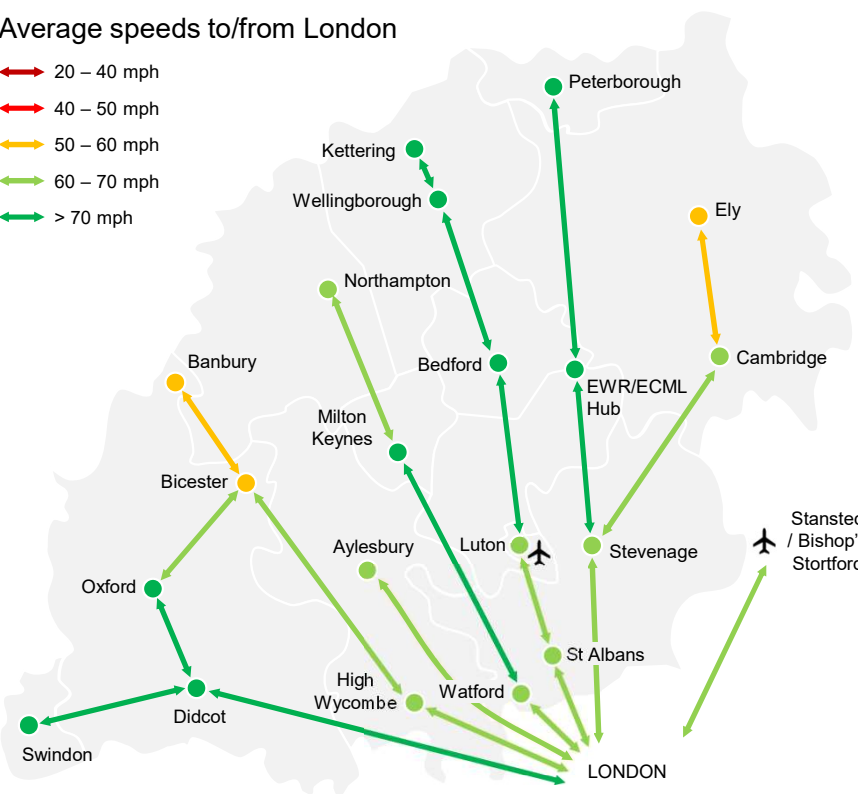 Average speeds to/from London
20 – 40 mph
40 – 50 mph
50 – 60 mph
60 – 70 mph
> 70 mph
Peterborough
Kettering
Wellingborough
Ely
Northampton
Banbury
Bedford
Cambridge
EWR/ECML
Hub
Milton
Keynes
Bicester
Aylesbury
Luton
Stevenage
Stansted
/ Bishop'
Stortford
Oxford
St Albans
High
Wycombe
Watford
Didcot
Swindon
LONDON